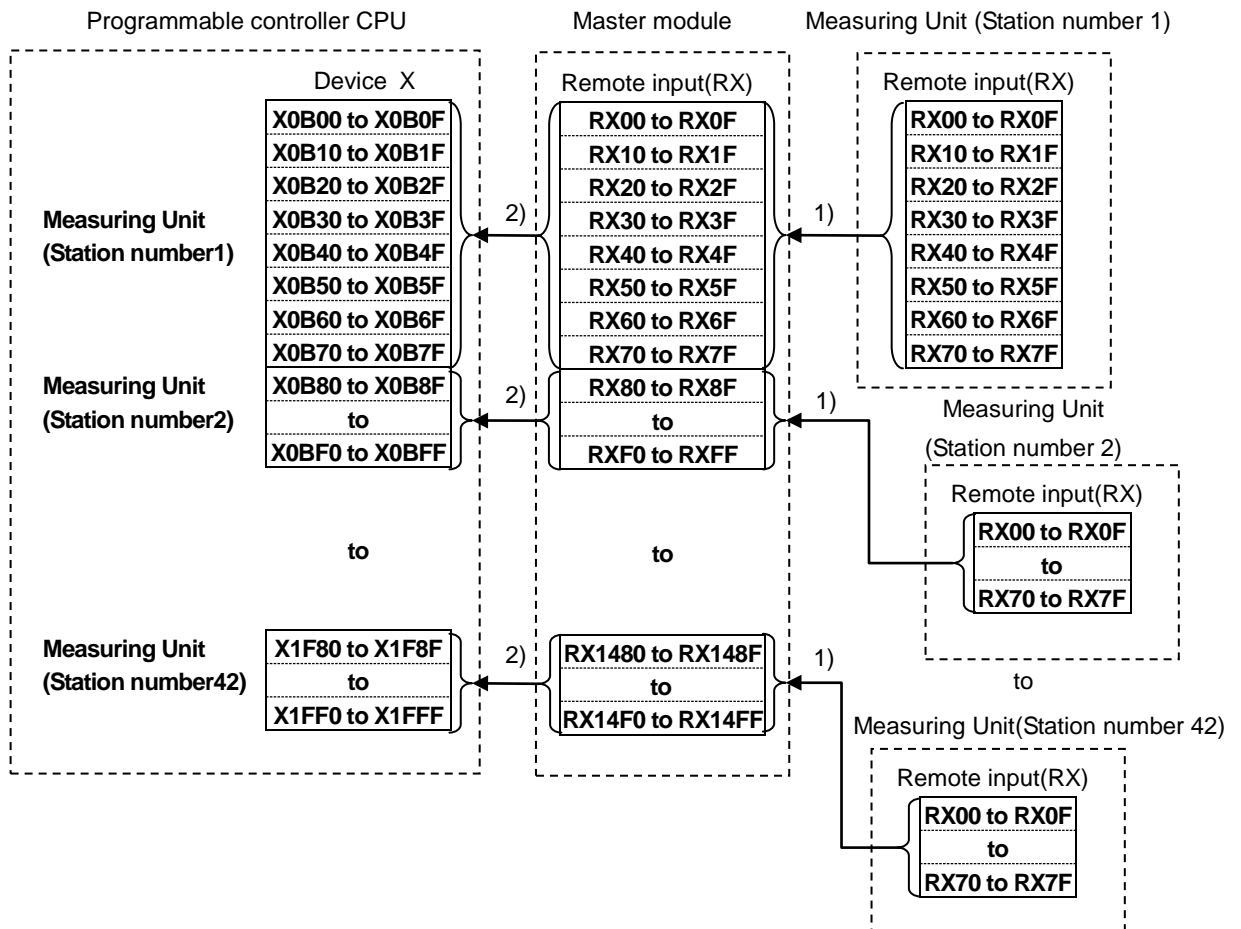 Programmable controller CPU
Master module
Measuring Unit (Station number 1)
Device X
Remote input(RX)
Remote input(RX)
Measuring Unit
(Station number1)
X0B00 to X0B0F
X0B10 to X0B1F
X0B20 to X0B2F
X0B30 to X0B3F
X0B40 to X0B4F
X0B50 to X0B5F
X0B60 to X0B6F
X0B70 to X0B7F
2)
RX00 to RX0F
RX10 to RX1F
RX20 to RX2F
RX30 to RX3F
RX40 to RX4F
RX50 to RX5F
RX60 to RX6F
RX70 to RX7F
1)
RX00 to RX0F
RX10 to RX1F
RX20 to RX2F
RX30 to RX3F
RX40 to RX4F
RX50 to RX5F
RX60 to RX6F
RX70 to RX7F
Measuring Unit
(Station number2)
X0B80 to X0B8F
to
X0BF0 to X0BFF
2)
RX80 to RX8F
to
RXF0 to RXFF
1)
Measuring Unit
(Station number 2)
Remote input(RX)
RX00 to RX0F
to
RX70 to RX7F
to
to
to
Measuring Unit
(Station number42)
X1F80 to X1F8F
to
X1FF0 to X1FFF
2)
RX1480 to RX148F
to
RX14F0 to RX14FF
1)
Measuring Unit(Station number 42)
Remote input(RX)
RX00 to RX0F
to
RX70 to RX7F